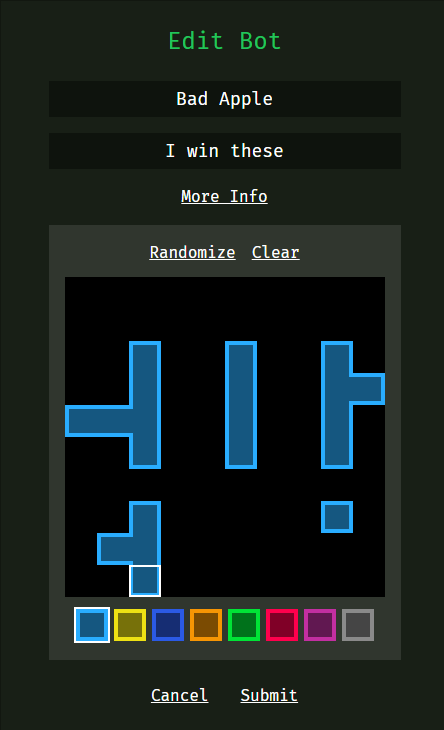 Edit Bot
Bad Apple
I win these
More Info
Randomize Clear
Cancel Submit